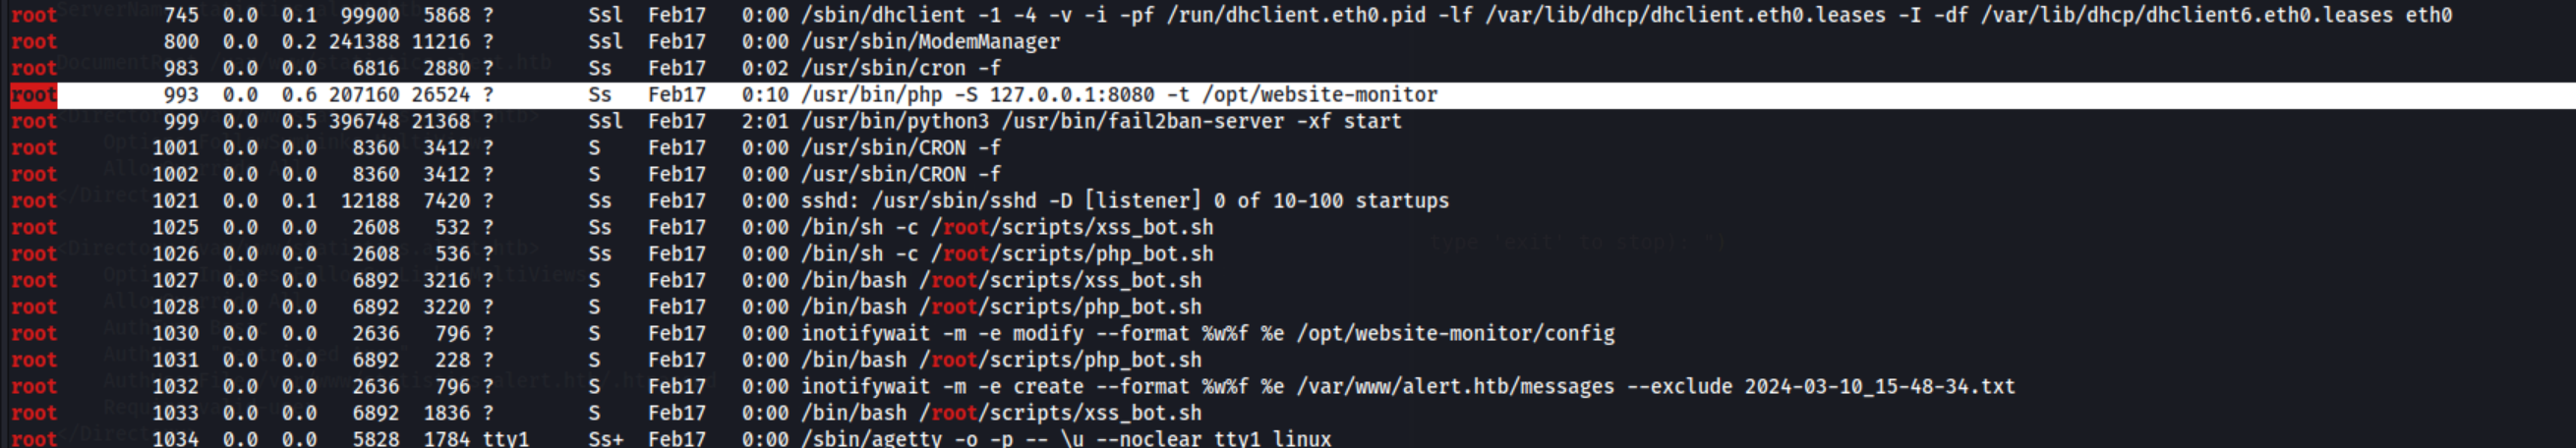 root 745 0.0 0.1 99900 5868 ? Ssl Feb17 0:00 /sbin/dhclient -1 -4 -v -i -pf /run/dhclient.eth0.pid -lf /var/lib/dhcp/dhclient.eth0.leases -I -df /var/lib/dhcp/dhclient6.eth0.leases eth0
root 800 0.0 0.2 241388 11216 ? Ssl Feb17 0:00 /usr/sbin/ModemManager
root 983 0.0 0.0 6816 2880 ? Ss Feb17 0:02 /usr/sbin/cron -f
root 993 0.0 0.6 207160 26524 ? Ss Feb17 0:10 /usr/bin/php -S 127.0.0.1:8080 -t /opt/website-monitor
root 999 0.0 0.5 396748 21368 ? Ssl Feb17 2:01 /usr/bin/python3 /usr/bin/fail2ban-server -xf start
root 1001 0.0 0.0 8360 3412 ? S Feb17 0:00 /usr/sbin/CRON -f
root 1002 0.0 0.0 8360 3412 ? S Feb17 0:00 /usr/sbin/CRON -f
root 1021 0.0 0.1 12188 7420 ? Ss Feb17 0:00 sshd: /usr/sbin/sshd -D [listener] 0 of 10-100 startups
root 1025 0.0 0.0 2608 532 ? Ss Feb17 0:00 /bin/sh -c /root/scripts/xss_bot.sh
root 1026 0.0 0.0 2608 536 ? Ss Feb17 0:00 /bin/sh -c /root/scripts/php_bot.sh
root 1027 0.0 0.0 6892 3216 ? S Feb17 0:00 /bin/bash /root/scripts/xss_bot.sh
root 1028 0.0 0.0 6892 3220 ? S Feb17 0:00 /bin/bash /root/scripts/php_bot.sh
root 1030 0.0 0.0 2636 796 ? S Feb17 0:00 inotifywait -m -e modify --format %w%f %e /opt/website-monitor/config
root 1031 0.0 0.0 6892 228 ? S Feb17 0:00 /bin/bash /root/scripts/php_bot.sh
root 1032 0.0 0.0 2636 796 ? S Feb17 0:00 inotifywait -m -e create --format %w%f %e /var/www/alert.htb/messages --exclude 2024-03-10_15-48-34.txt
root 1033 0.0 0.0 6892 1836 ? S Feb17 0:00 /bin/bash /root/scripts/xss_bot.sh
root 1034 0.0 0.0 5828 1784 tty1 Ss+ Feb17 0:00 /sbin/agetty -o -p -- \u --noclear tty1 linux